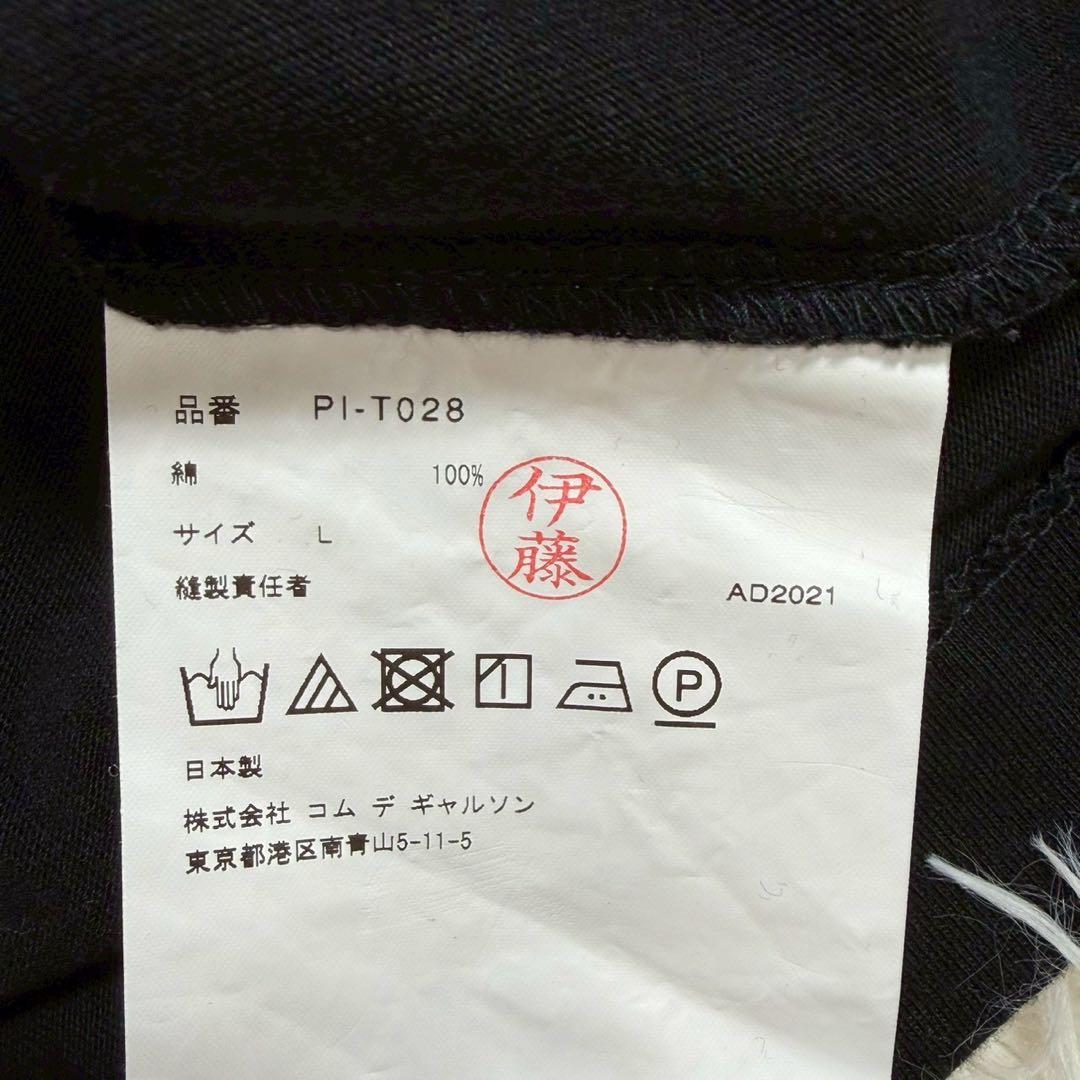 品番 PI-T028
綿 100%
伊藤
サイズ L
縫製責任者 AD2021
P
日本製
株式会社 コム デ ギャルソン
東京都港区南青山5-11-5